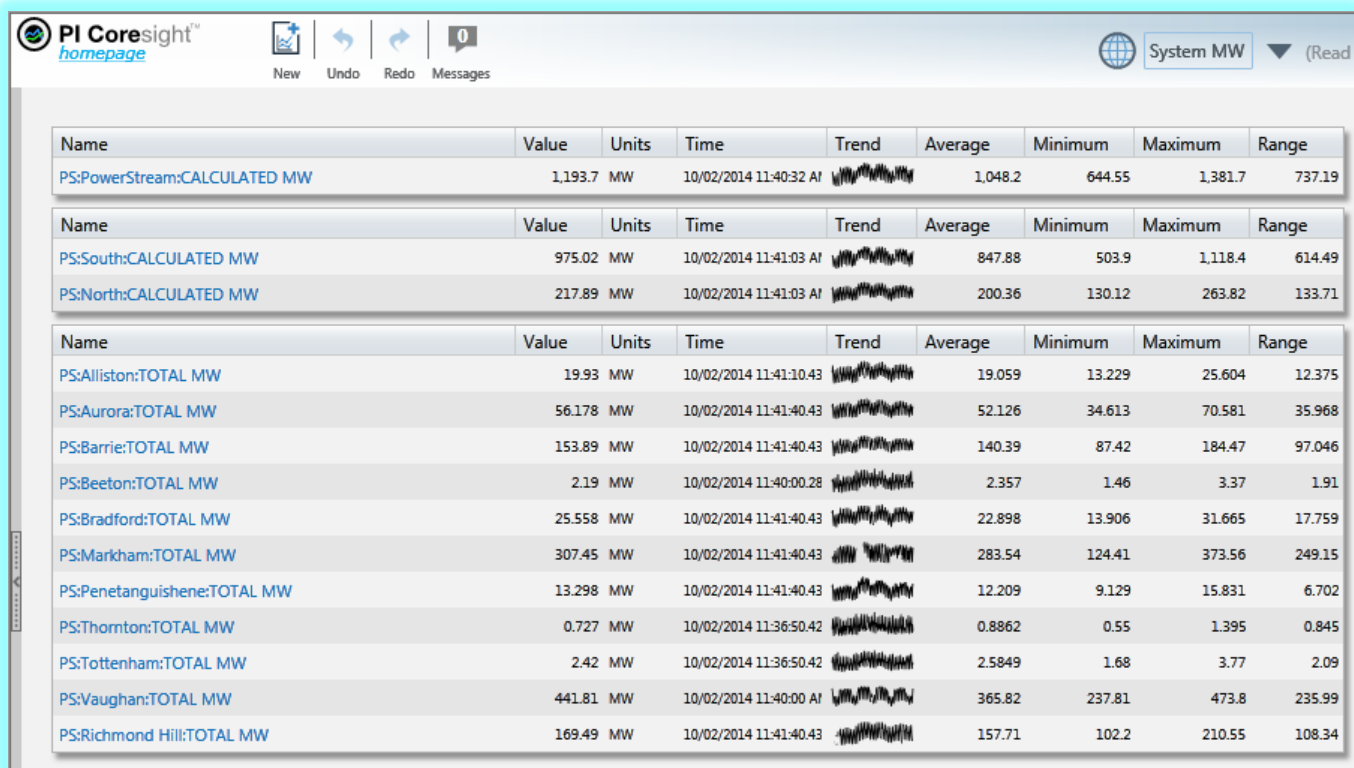 PI Coresight™
homepage
New Undo Redo 0 Messages
System MW (Read
Name Value Units Time Trend Average Minimum Maximum Range
PS:PowerStream:CALCULATED MW 1,193.7 MW 10/02/2014 11:40:32 AM 1,048.2 644.55 1,381.7 737.19
Name Value Units Time Trend Average Minimum Maximum Range
PS:South:CALCULATED MW 975.02 MW 10/02/2014 11:41:03 AM 847.88 503.9 1,118.4 614.49
PS:North:CALCULATED MW 217.89 MW 10/02/2014 11:41:03 AM 200.36 130.12 263.82 133.71
Name Value Units Time Trend Average Minimum Maximum Range
PS:Alliston:TOTAL MW 19.93 MW 10/02/2014 11:41:10.43 19.059 13.229 25.604 12.375
PS:Aurora:TOTAL MW 56.178 MW 10/02/2014 11:41:40.43 52.126 34.613 70.581 35.968
PS:Barrie:TOTAL MW 153.89 MW 10/02/2014 11:41:40.43 140.39 87.42 184.47 97.046
PS:Beeton:TOTAL MW 2.19 MW 10/02/2014 11:40:00.28 2.357 1.46 3.37 1.91
PS:Bradford:TOTAL MW 25.558 MW 10/02/2014 11:41:40.43 22.898 13.906 31.665 17.759
PS:Markham:TOTAL MW 307.45 MW 10/02/2014 11:41:40.43 283.54 124.41 373.56 249.15
PS:Penetanguishene:TOTAL MW 13.298 MW 10/02/2014 11:41:40.43 12.209 9.129 15.831 6.702
PS:Thornton:TOTAL MW 0.727 MW 10/02/2014 11:36:50.42 0.8862 0.55 1.395 0.845
PS:Tottenham:TOTAL MW 2.42 MW 10/02/2014 11:36:50.42 2.5849 1.68 3.77 2.09
PS:Vaughan:TOTAL MW 441.81 MW 10/02/2014 11:40:00 AM 365.82 237.81 473.8 235.99
PS:Richmond Hill:TOTAL MW 169.49 MW 10/02/2014 11:41:40.43 157.71 102.2 210.55 108.34